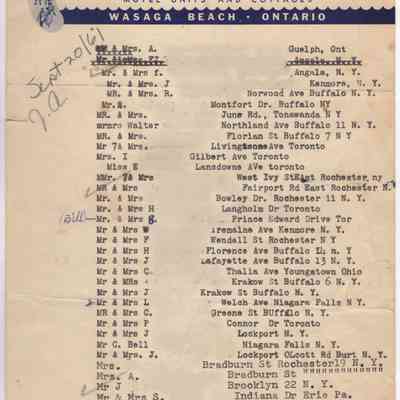 MOTEL UNITS AND COTTAGES
WASAGA BEACH · ONTARIO
Sept 20/61
& Mrs. A. Guelph, Ont
Mr. & Mrs f. Angola, N. Y.
Mr. & Mrs. J Kenmore, N. Y.
MR. & Mrs. R. Norwood Ave Buffalo N. Y.
Montfort Dr. Buffalo NY
MR. & Mrs. June Rd., Tonawanda N Y
mrnro Walter Northland Ave Buffalo 11 N. Y.
MR. & Mrs. Florian St Buffalo 7 N Y
Mr 7& Mrs. Ave Toronto
Mrs. I Gilbert Ave Toronto
Miss E Lansdowne AVe toronto
7& Mrs West Ivy St East Rochester, ny
MR & Mrs Fairport Rd East Rochester N.
Mr. & Mrs Bowley Dr. Rochester 11 N. Y.
Mr. & Mrs H Langholm Dr Toronto
Bill Mr. & Mrs g. Prince Edward Drive Tor
Mr & Mrs W Tremaine Ave Kenmore N. Y.
Mr & Mrs F Wendell St Rochester N Y
Mr & Mrs H Florence Ave Buffalo N Y
Mr & Mrs J Lafayette Ave Buffalo 13 N. Y.
Mr & Mrs C. Thalia Ave Youngstown Ohio
Mr & MRs Krakow St Buffalo 6 N. Y.
Mr & Mrs J Krakow St Buffalo N. Y.
Mr & Mrs L Welch Ave Niagara Falls N Y
MR & Mrs C. Greene St BUffalo N. Y.
Mr & Mrs P Connor Dr Toronto
Mr & Mrs J Lockport N. Y.
Mr C. Bell Niagara Falls N. Y.
Mr & Mrs. J. Lockport OLcott Rd Burt N. Y.
Mrs. Bradburn St Rochester19 N. Y.
Mrs. A. Bradburn St """"""""""""""
Mr J Brooklyn 22 N. Y.
Mr & Mrs S. Indiana Dr Erie Pa.